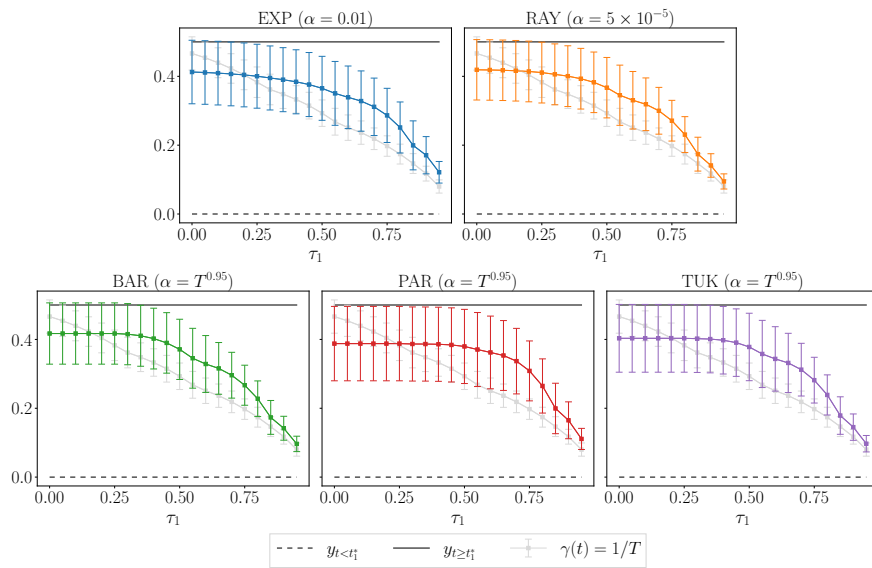 EXP (α = 0.01)
RAY (α = 5 × 10⁻⁵)
0.4
0.2
0.0
0.00 0.25 0.50 0.75
0.00 0.25 0.50 0.75
τ₁
τ₁
BAR (α = T⁰·⁹⁵)
PAR (α = T⁰·⁹⁵)
TUK (α = T⁰·⁹⁵)
0.4
0.2
0.0
0.00 0.25 0.50 0.75
0.00 0.25 0.50 0.75
0.00 0.25 0.50 0.75
τ₁
τ₁
τ₁
y_{t<t₁*}
y_{t≥t₁*}
γ(t) = 1/T